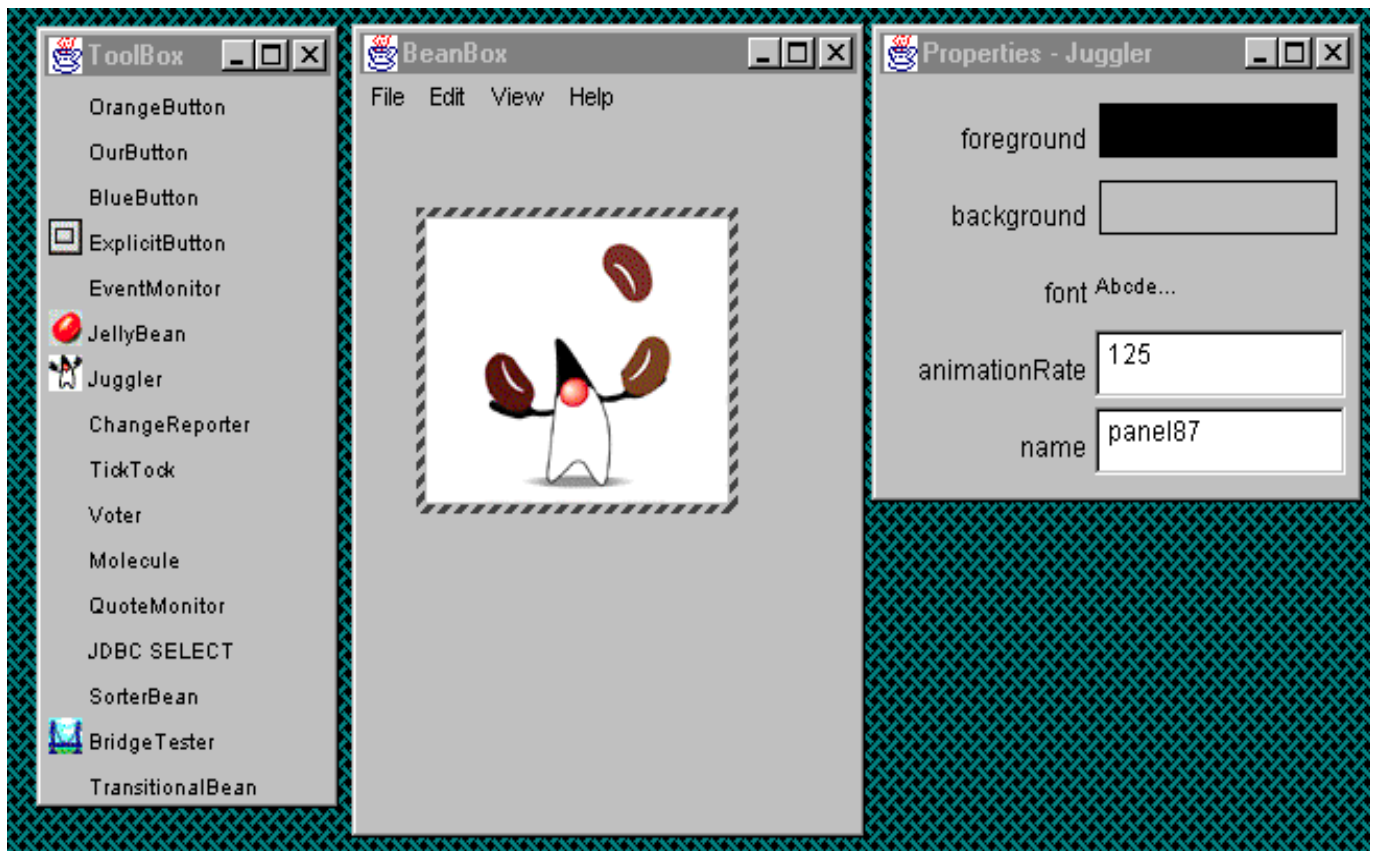 ToolBox
OrangeButton
OurButton
BlueButton
ExplicitButton
EventMonitor
JellyBean
Juggler
ChangeReporter
TickTock
Voter
Molecule
QuoteMonitor
JDBC SELECT
SorterBean
BridgeTester
TransitionalBean
BeanBox
File Edit View Help
Properties - Juggler
foreground
background
font Abcde...
animationRate 125
name panel87